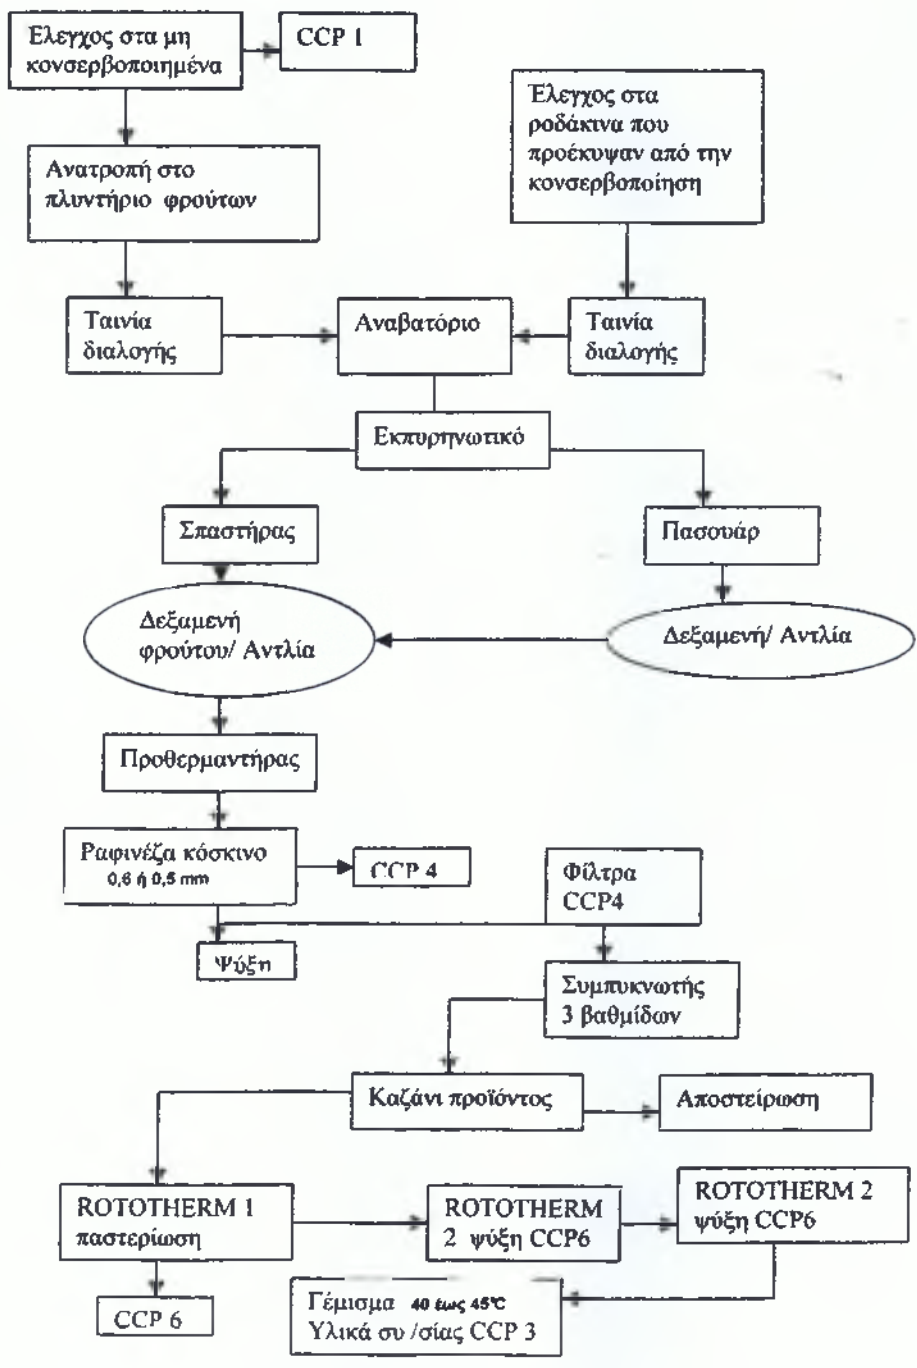 Έλεγχος στα μη
κονσερβοποιημένα
CCP 1
Έλεγχος στα
ροδάκινα που
προέκυψαν από την
κονσερβοποίηση
Ανατροπή στο
πλυντήριο φρούτων
Ταινία
διαλογής
Αναβατόριο
Ταινία
διαλογής
Εκπυρηνωτικό
Σπαστήρας
Πασουάρ
Δεξαμενή
φρούτου/ Αντλία
Δεξαμενή/ Αντλία
Προθερμαντήρας
Ραφινέζα κόσκινο
0,6 ή 0,5 mm
CCP 4
Φίλτρα
CCP4
Ψύξη
Συμπυκνωτής
3 βαθμίδων
Καζάνι προϊόντος
Αποστείρωση
ROTOTHERM 1
παστερίωση
ROTOTHERM
2 ψύξη CCP6
ROTOTHERM 2
ψύξη CCP6
CCP 6
Γέμισμα 40 έως 45°C
Υλικά συ /σίας CCP 3